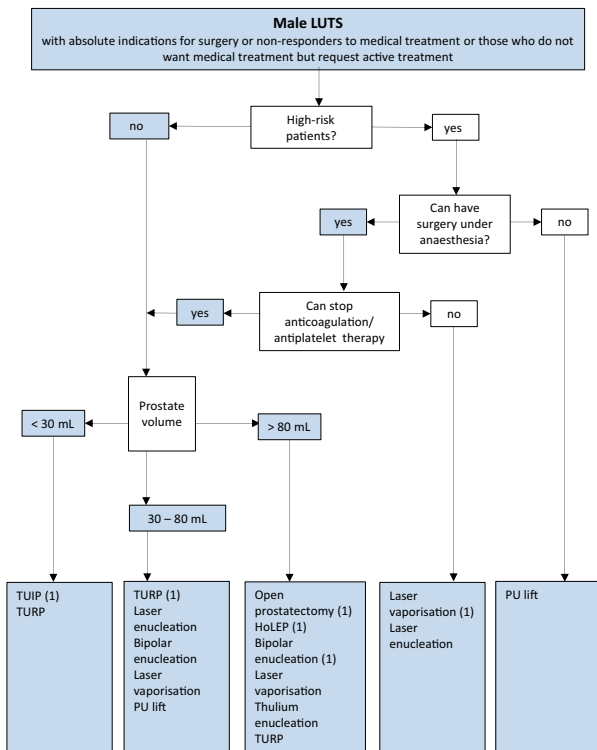 Male LUTS
with absolute indications for surgery or non-responders to medical treatment or those who do not
want medical treatment but request active treatment
High-risk
patients?
no
yes
Can have
surgery under
anaesthesia?
yes
no
Can stop
anticoagulation/
antiplatelet therapy
yes
no
Prostate
volume
< 30 mL
> 80 mL
30 – 80 mL
TUIP (1)
TURP
TURP (1)
Laser
enucleation
Bipolar
enucleation
Laser
vaporisation
PU lift
Open
prostatectomy (1)
HoLEP (1)
Bipolar
enucleation (1)
Laser
vaporisation
Thulium
enucleation
TURP
Laser
vaporisation (1)
Laser
enucleation
PU lift